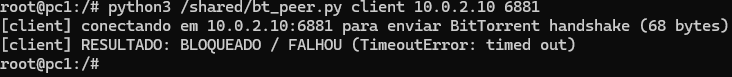 root@pc1:/# python3 /shared/bt_peer.py client 10.0.2.10 6881
[client] conectando em 10.0.2.10:6881 para enviar BitTorrent handshake (68 bytes)
[client] RESULTADO: BLOQUEADO / FALHOU (TimeoutError: timed out)
root@pc1:/#